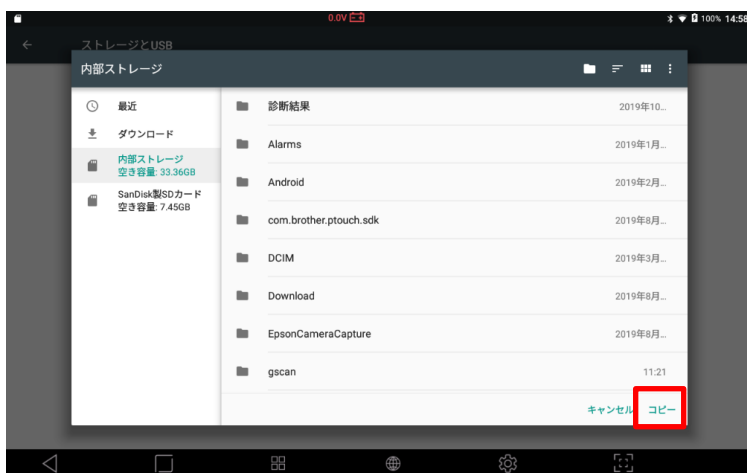 0.0V
100% 14:58
ストレージとUSB
内部ストレージ
最近
ダウンロード
内部ストレージ
空き容量: 33.36GB
SanDisk製SDカード
空き容量: 7.45GB
診断結果 2019年10...
Alarms 2019年1月...
Android 2019年2月...
com.brother.ptouch.sdk 2019年8月...
DCIM 2019年3月...
Download 2019年8月...
EpsonCameraCapture 2019年8月...
gscan 11:21
キャンセル コピー